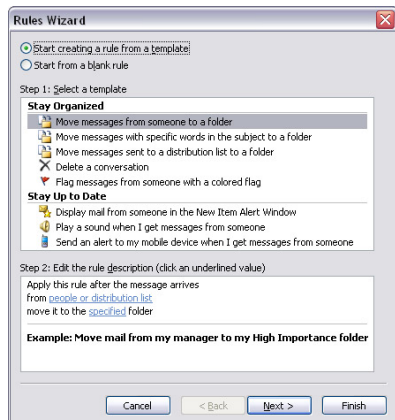 Rules Wizard
Start creating a rule from a template
Start from a blank rule
Step 1: Select a template
Stay Organized
Move messages from someone to a folder
Move messages with specific words in the subject to a folder
Move messages sent to a distribution list to a folder
Delete a conversation
Flag messages from someone with a colored flag
Stay Up to Date
Display mail from someone in the New Item Alert Window
Play a sound when I get messages from someone
Send an alert to my mobile device when I get messages from someone
Step 2: Edit the rule description (click an underlined value)
Apply this rule after the message arrives
from people or distribution list
move it to the specified folder
Example: Move mail from my manager to my High Importance folder
Cancel < Back Next > Finish